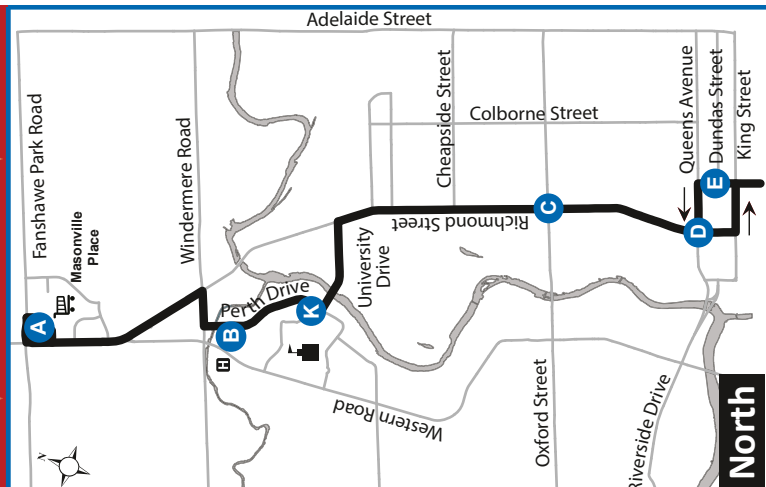 Adelaide Street
Fanshawe Park Road
Masonville
Place
Windermere Road
Cheapside Street
Colborne Street
Queens Avenue
Dundas Street
King Street
Richmond Street
University
Drive
Perth Drive
Western Road
Oxford Street
Riverside Drive
A
B
K
C
D
E
H
N
North